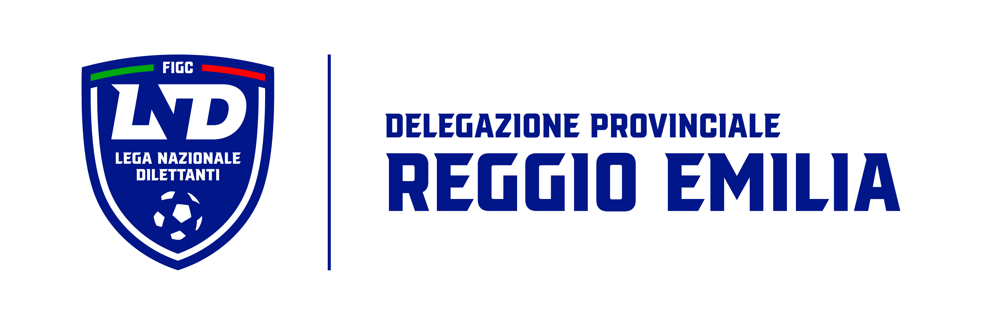 FIGC
LND
LEGA NAZIONALE
DILETTANTI
DELEGAZIONE PROVINCIALE
REGGIO EMILIA